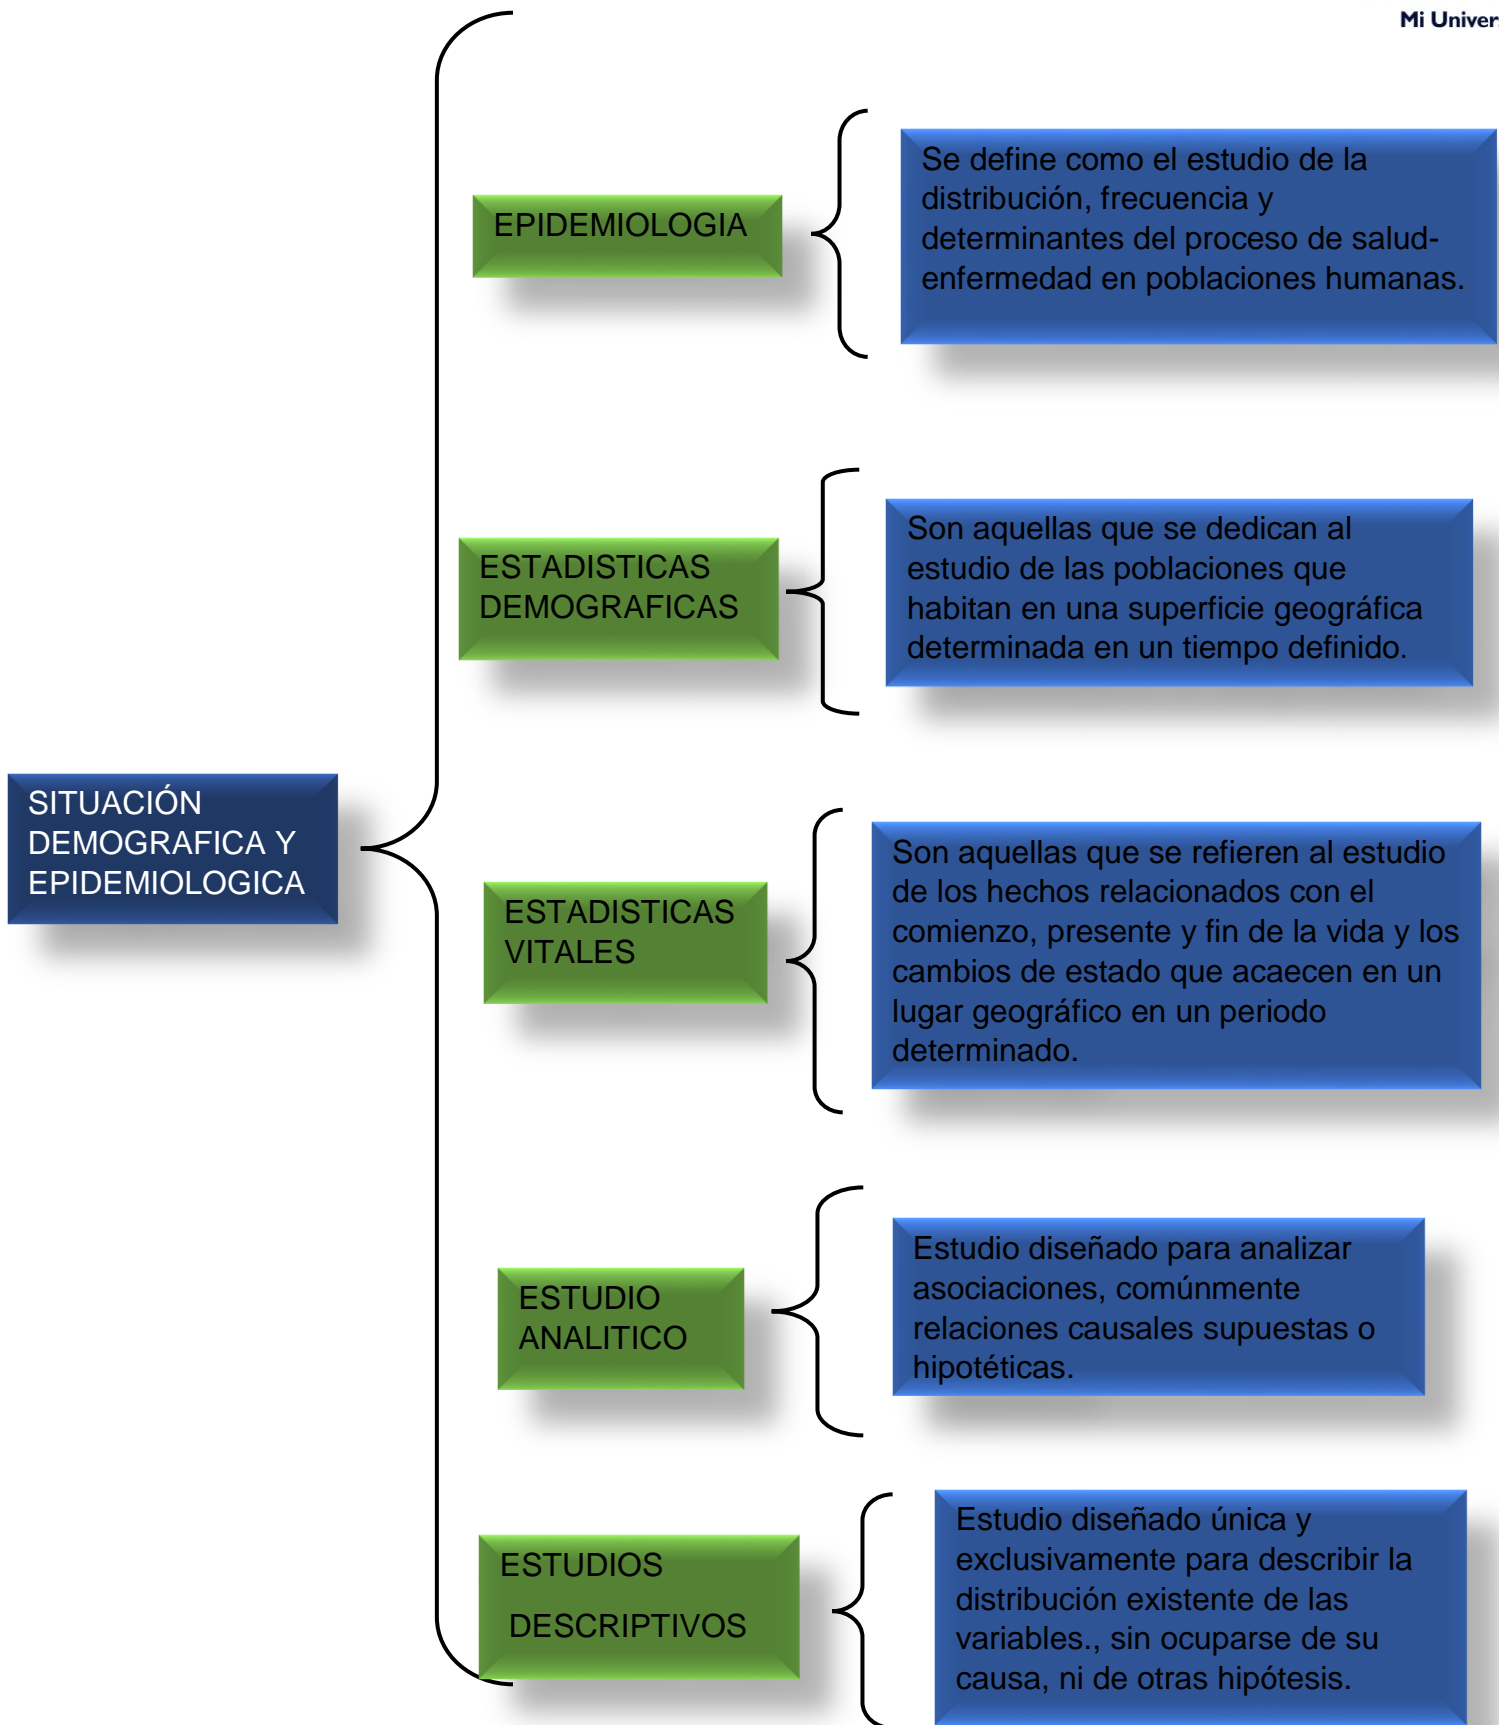 Mi Univer
EPIDEMIOLOGIA
Se define como el estudio de la
distribución, frecuencia y
determinantes del proceso de salud-
enfermedad en poblaciones humanas.
ESTADISTICAS
DEMOGRAFICAS
Son aquellas que se dedican al
estudio de las poblaciones que
habitan en una superficie geográfica
determinada en un tiempo definido.
SITUACIÓN
DEMOGRAFICA Y
EPIDEMIOLOGICA
ESTADISTICAS
VITALES
Son aquellas que se refieren al estudio
de los hechos relacionados con el
comienzo, presente y fin de la vida y los
cambios de estado que acaecen en un
lugar geográfico en un periodo
determinado.
ESTUDIO
ANALITICO
Estudio diseñado para analizar
asociaciones, comúnmente
relaciones causales supuestas o
hipotéticas.
ESTUDIOS
DESCRIPTIVOS
Estudio diseñado única y
exclusivamente para describir la
distribución existente de las
variables., sin ocuparse de su
causa, ni de otras hipótesis.